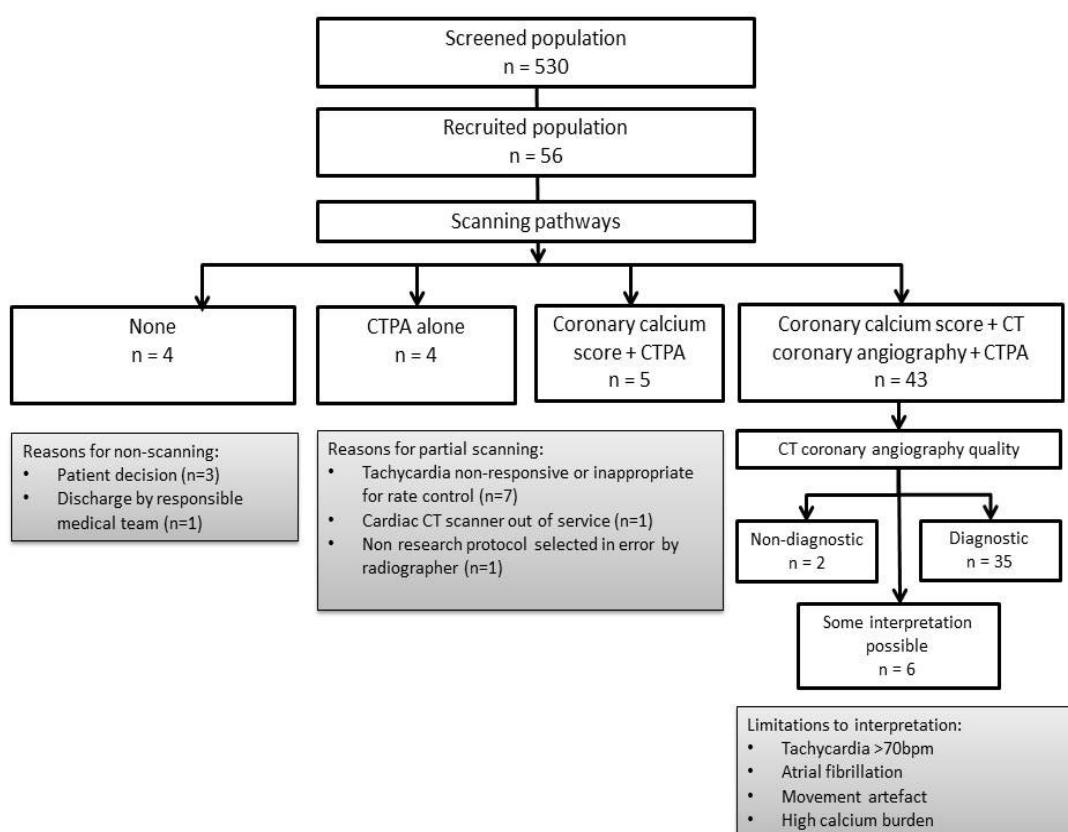 Screened population
n = 530
Recruited population
n = 56
Scanning pathways
None
n = 4
CTPA alone
n = 4
Coronary calcium
score + CTPA
n = 5
Coronary calcium score + CT
coronary angiography + CTPA
n = 43
Reasons for non-scanning:
• Patient decision (n=3)
• Discharge by responsible
medical team (n=1)
Reasons for partial scanning:
• Tachycardia non-responsive or inappropriate
for rate control (n=7)
• Cardiac CT scanner out of service (n=1)
• Non research protocol selected in error by
radiographer (n=1)
CT coronary angiography quality
Non-diagnostic
n = 2
Diagnostic
n = 35
Some interpretation
possible
n = 6
Limitations to interpretation:
• Tachycardia >70bpm
• Atrial fibrillation
• Movement artefact
• High calcium burden